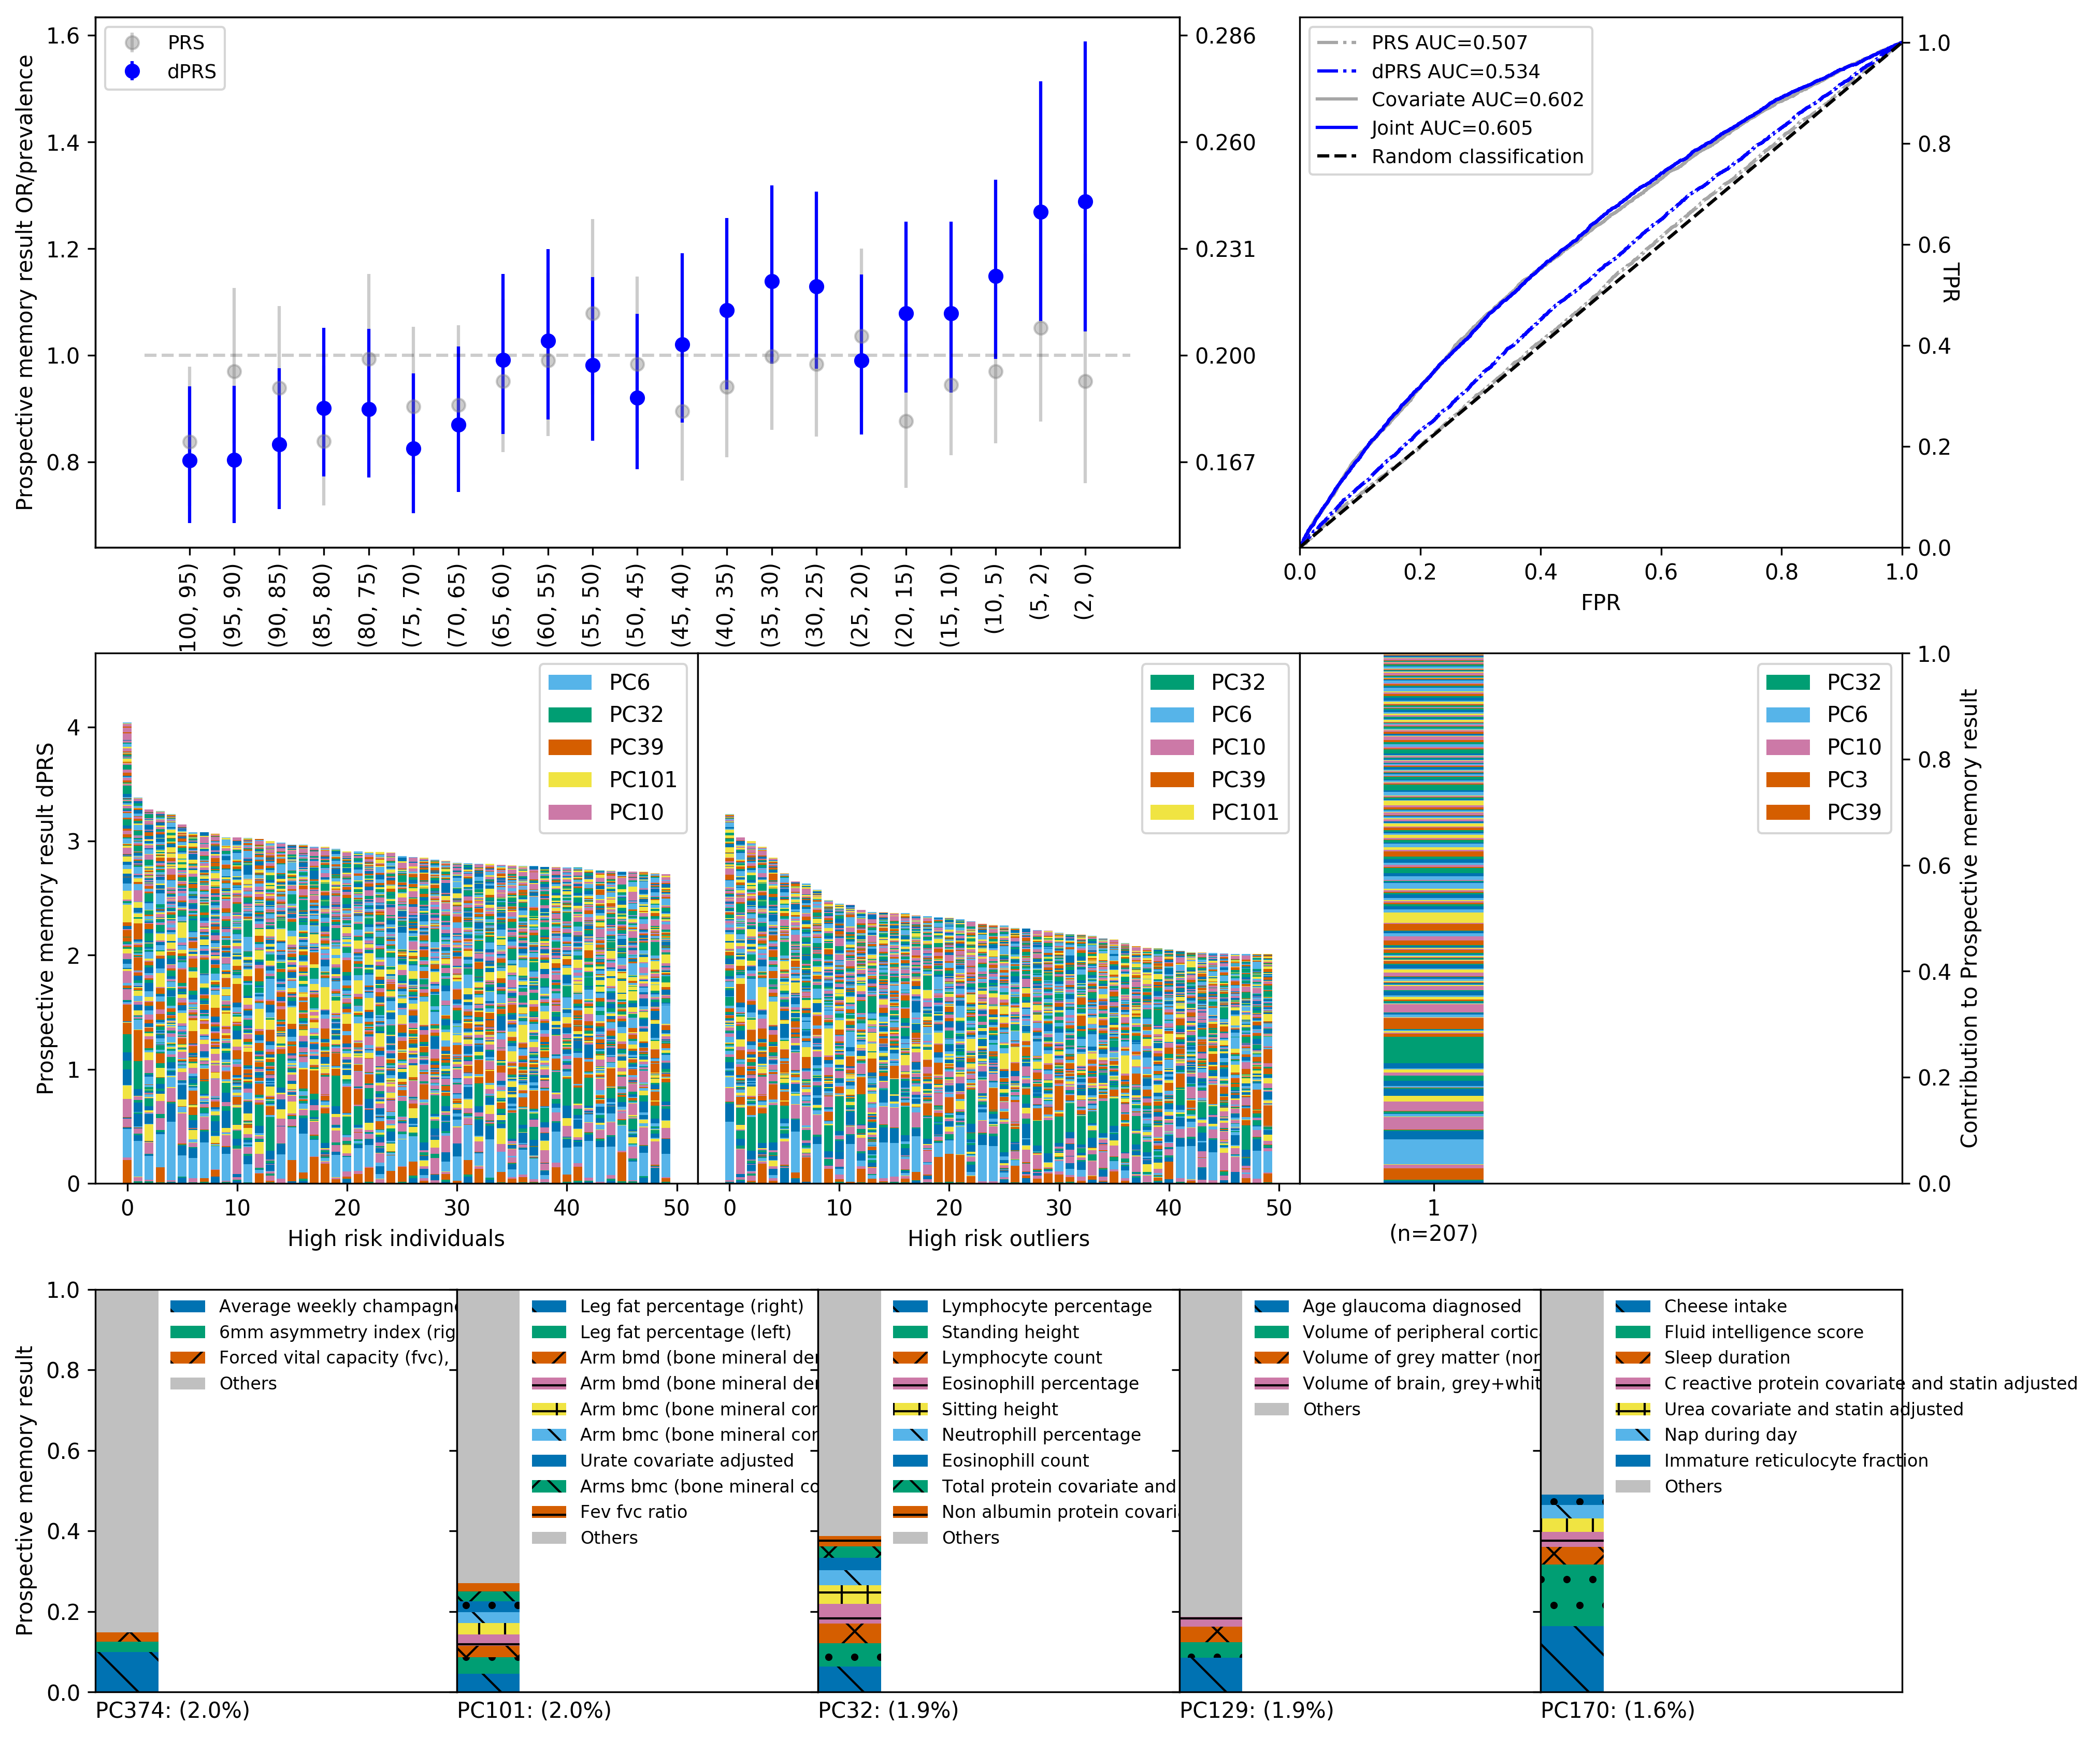 Prospective memory result OR/prevalence
1.6
1.4
1.2
1.0
0.8
PRS
dPRS
0.286
0.260
0.231
0.200
0.167
100, 95)
(95, 90)
(90, 85)
(85, 80)
(80, 75)
(75, 70)
(70, 65)
(65, 60)
(60, 55)
(55, 50)
(50, 45)
(45, 40)
(40, 35)
(35, 30)
(30, 25)
(25, 20)
(20, 15)
(15, 10)
(10, 5)
(5, 2)
(2, 0)
PRS AUC=0.507
dPRS AUC=0.534
Covariate AUC=0.602
Joint AUC=0.605
Random classification
1.0
0.8
0.6
0.4
0.2
0.0
TPR
0.0 0.2 0.4 0.6 0.8 1.0
FPR
Prospective memory result dPRS
4
3
2
1
0
PC6
PC32
PC39
PC101
PC10
0 10 20 30 40 50
High risk individuals
PC32
PC6
PC10
PC39
PC101
0 10 20 30 40 50
High risk outliers
PC32
PC6
PC10
PC3
PC39
1
(n=207)
1.0
0.8
0.6
0.4
0.2
0.0
Contribution to Prospective memory result
Prospective memory result
1.0
0.8
0.6
0.4
0.2
0.0
Average weekly champagne
6mm asymmetry index (rig
Forced vital capacity (fvc),
Others
PC374: (2.0%)
Leg fat percentage (right)
Leg fat percentage (left)
Arm bmd (bone mineral den
Arm bmd (bone mineral den
Arm bmc (bone mineral con
Arm bmc (bone mineral con
Urate covariate adjusted
Arms bmc (bone mineral co
Fev fvc ratio
Others
PC101: (2.0%)
Lymphocyte percentage
Standing height
Lymphocyte count
Eosinophill percentage
Sitting height
Neutrophill percentage
Eosinophill count
Total protein covariate and
Non albumin protein covari
Others
PC32: (1.9%)
Age glaucoma diagnosed
Volume of peripheral cortic
Volume of grey matter (nor
Volume of brain, grey+whit
Others
PC129: (1.9%)
Cheese intake
Fluid intelligence score
Sleep duration
C reactive protein covariate and statin adjusted
Urea covariate and statin adjusted
Nap during day
Immature reticulocyte fraction
Others
PC170: (1.6%)